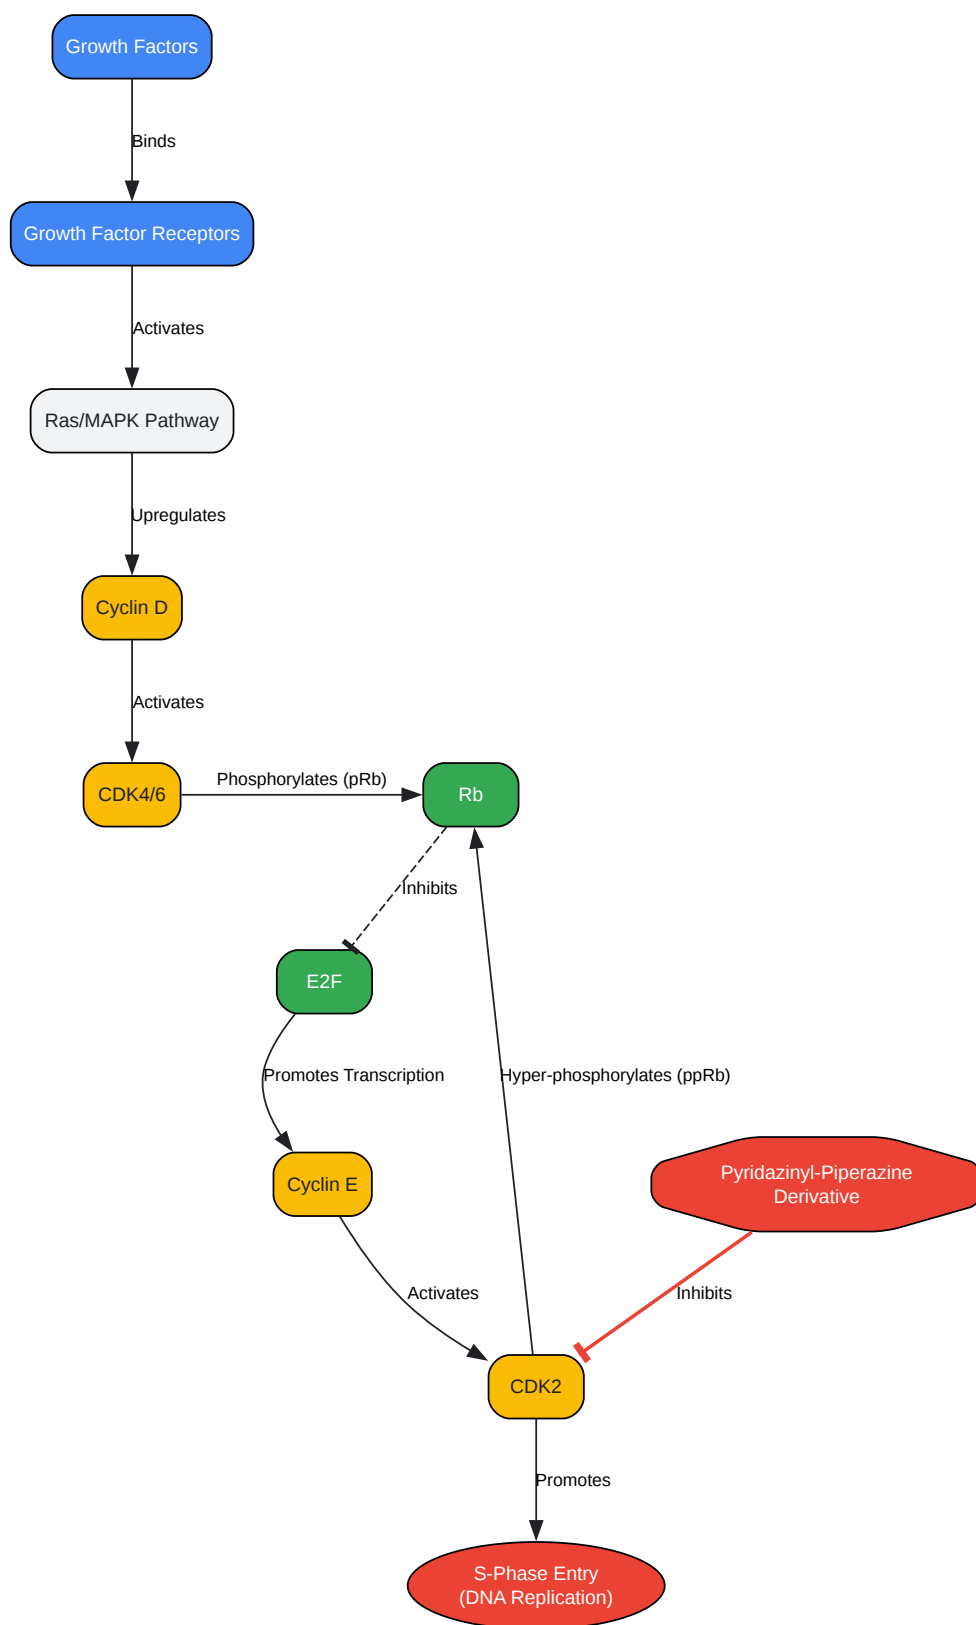 Growth Factors
Binds
Growth Factor Receptors
Activates
Ras/MAPK Pathway
Upregulates
Cyclin D
Activates
CDK4/6
Phosphorylates (pRb)
Rb
Inhibits
E2F
Promotes Transcription
Hyper-phosphorylates (ppRb)
Cyclin E
Pyridazinyl-Piperazine
Derivative
Activates
Inhibits
CDK2
Promotes
S-Phase Entry
(DNA Replication)